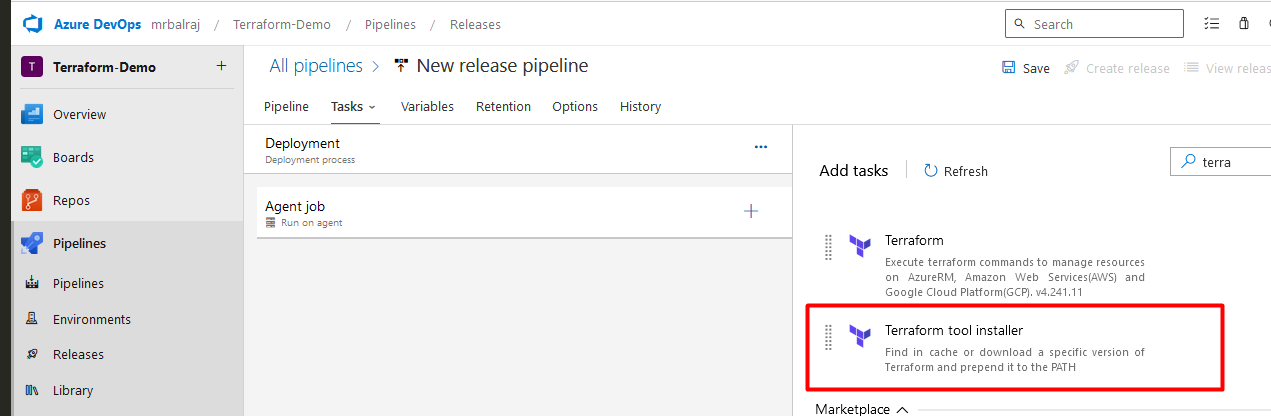 Azure DevOps mrbalraj / Terraform-Demo / Pipelines / Releases
Search
T Terraform-Demo +
Overview
Boards
Repos
Pipelines
Pipelines
Environments
Releases
Library
All pipelines > New release pipeline
Save Create release View releas
Pipeline Tasks Variables Retention Options History
Deployment
Deployment process
...
Agent job
Run on agent
Add tasks
Refresh
terra
Terraform
Execute terraform commands to manage resources
on AzureRM, Amazon Web Services(AWS) and
Google Cloud Platform(GCP). v4.241.11
Terraform tool installer
Find in cache or download a specific version of
Terraform and prepend it to the PATH
Marketplace